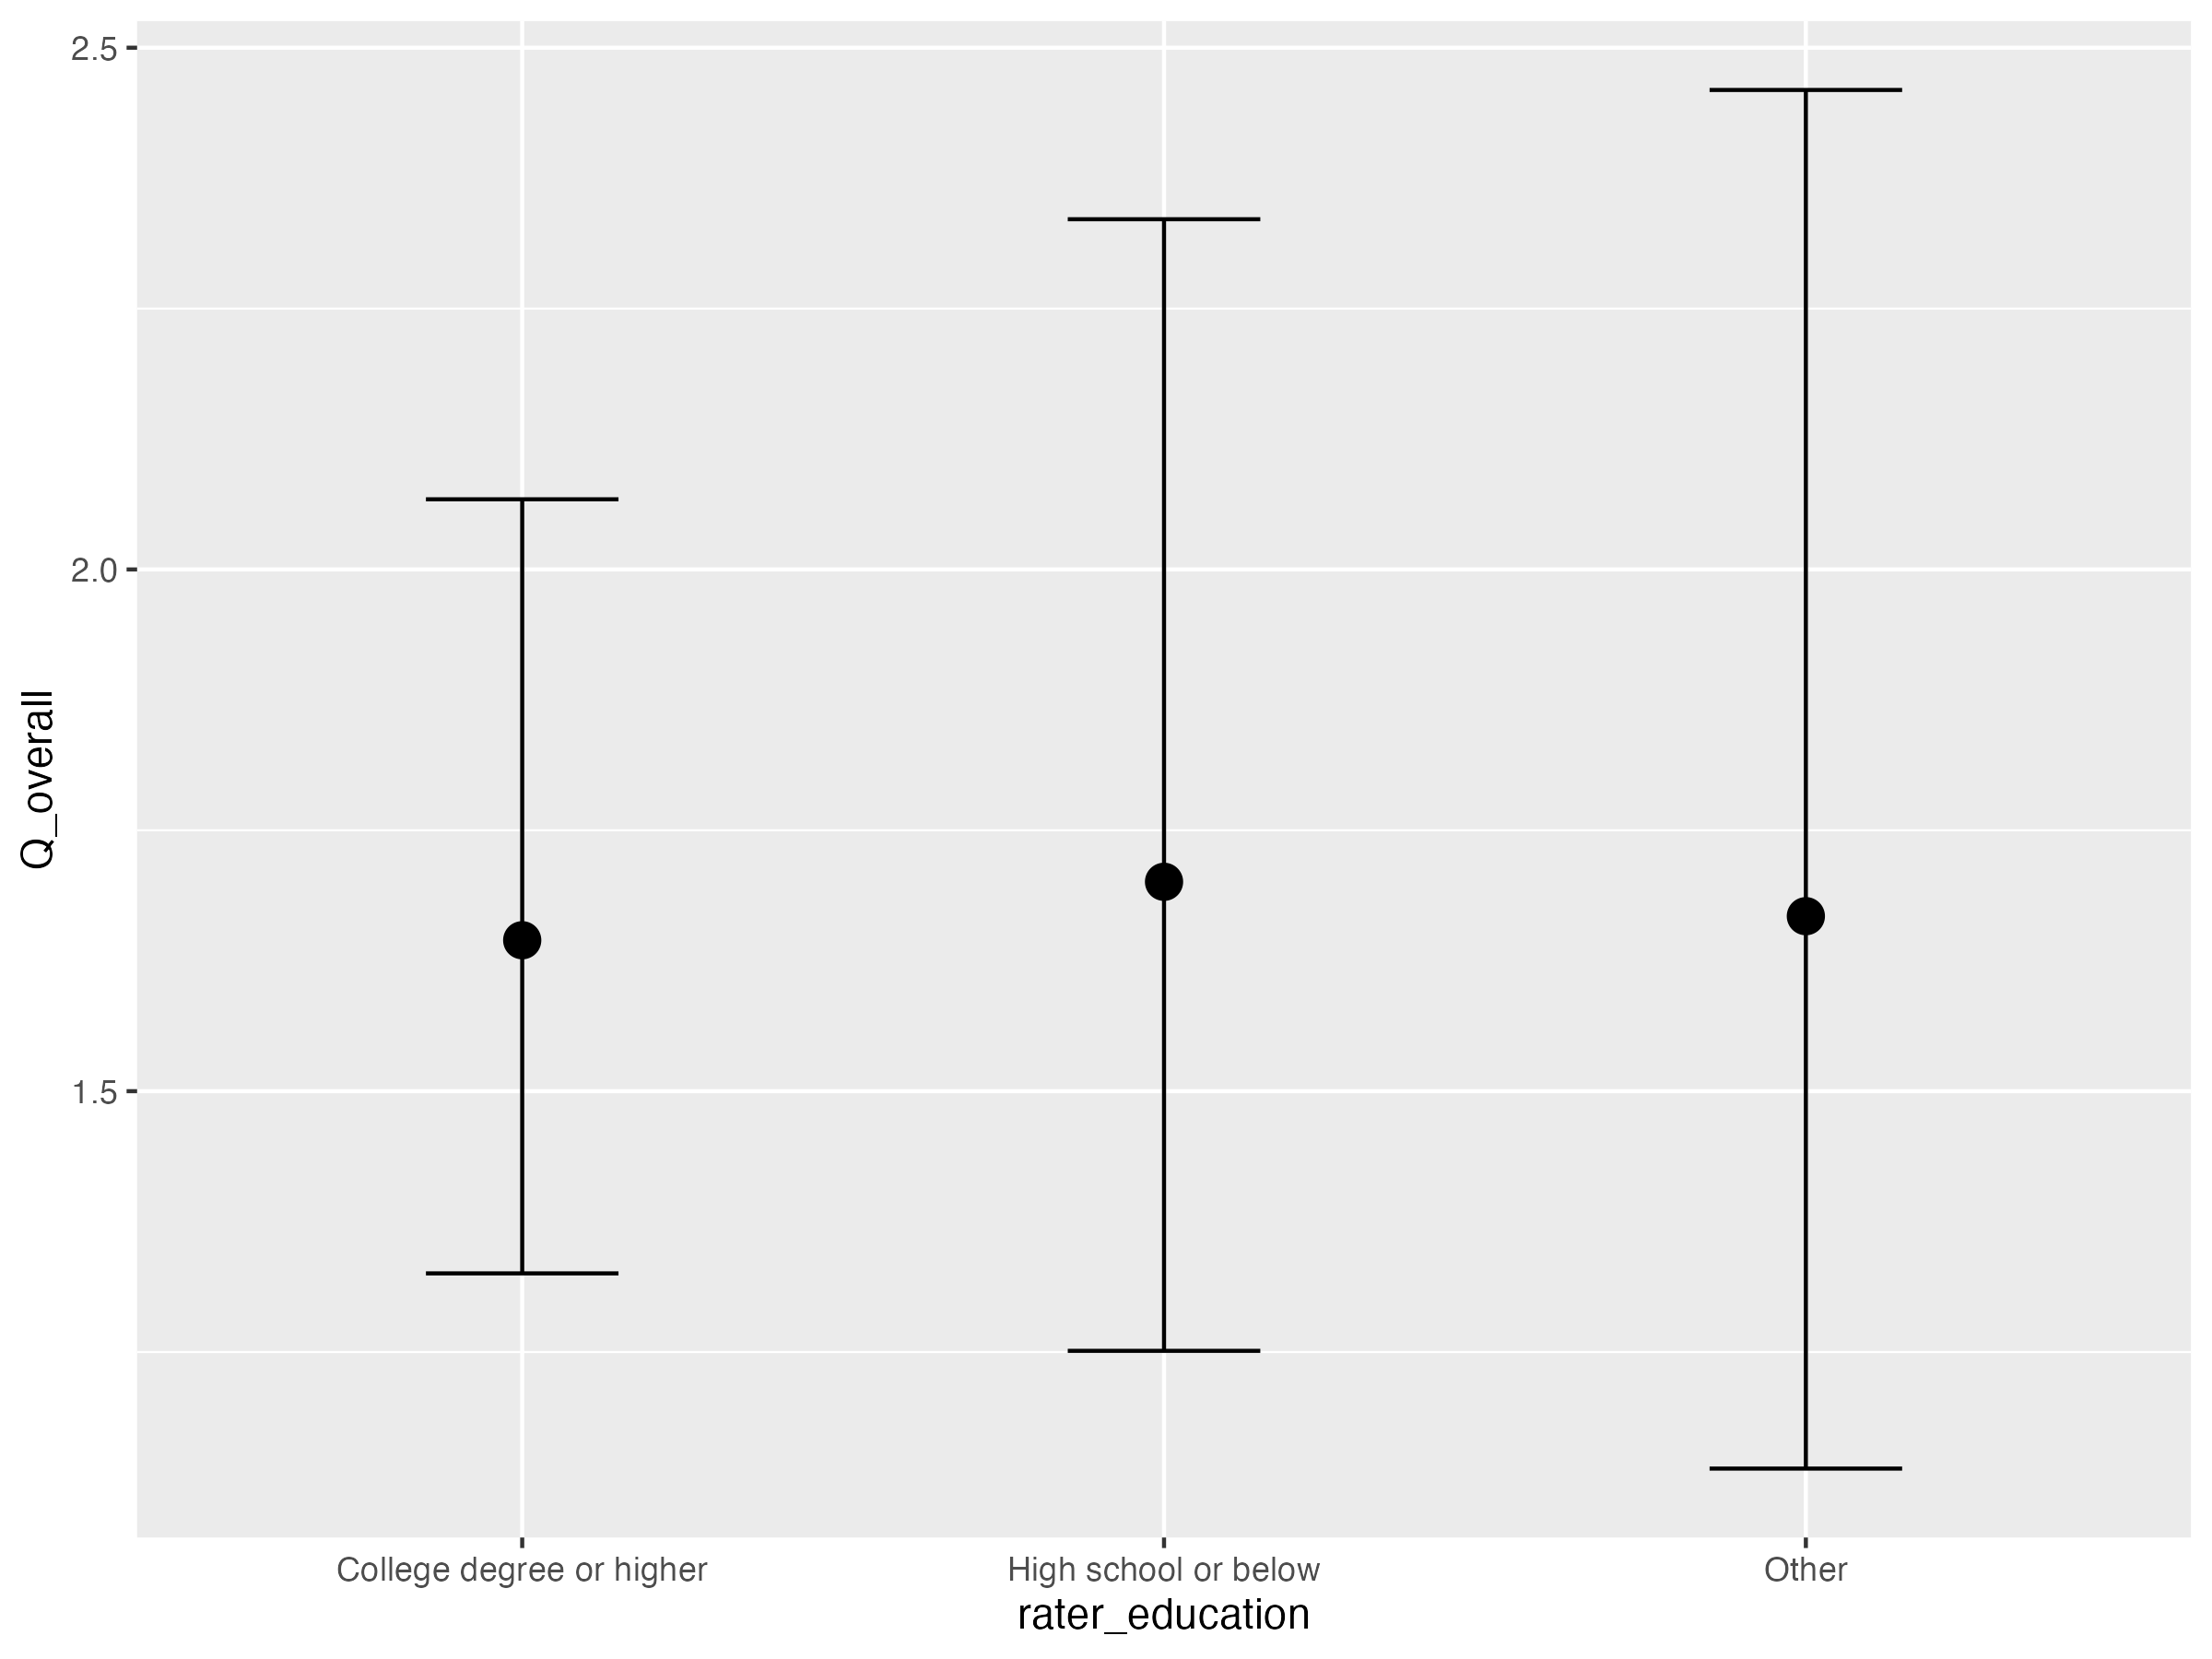 2.5
2.0
1.5
Q_overall
College degree or higher
High school or below
Other
rater_education